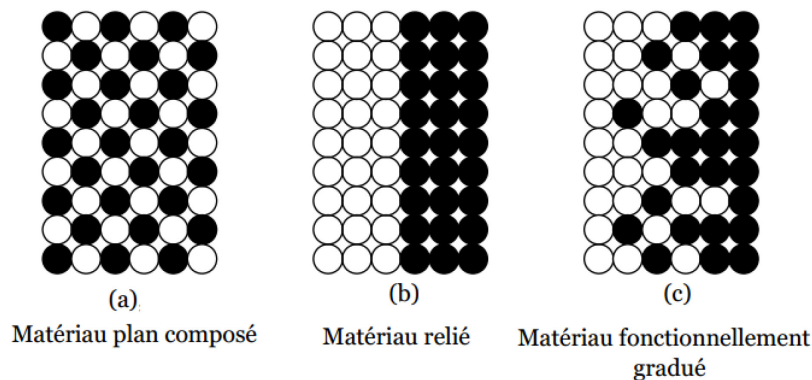 (a)
(b)
(c)
Matériau plan composé
Matériau relié
Matériau fonctionnellement
gradué